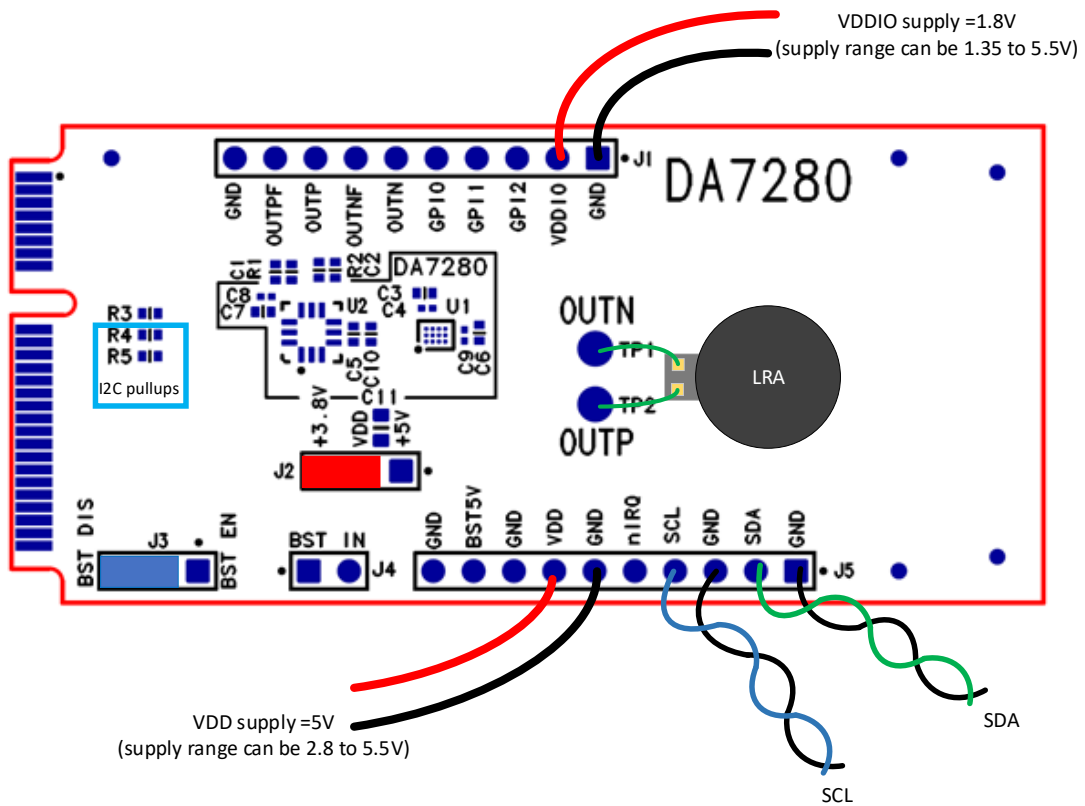 VDDIO supply =1.8V
(supply range can be 1.35 to 5.5V)
J1
DA7280
GND
OUTPF
OUTP
OUTNF
OUTN
GPI0
GPI1
GPI2
VDDIO
GND
C1
R1
R2
C2
DA7280
C8
C7
U2
C3
C4
U1
C5
C10
C9
C6
R3
R4
R5
I2C pullups
OUTN
TP1
LRA
TP2
OUTP
C11
+3.8V
VDD
+5V
J2
BST DIS
J3
BST EN
BST IN
J4
GND
BST5V
GND
VDD
GND
nIRQ
SCL
GND
SDA
GND
J5
VDD supply =5V
(supply range can be 2.8 to 5.5V)
SDA
SCL